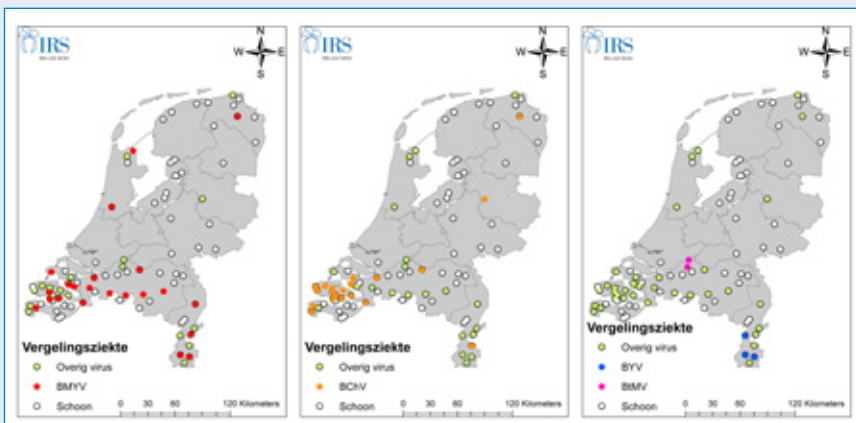 IRS
N
W E
S
Vergelingsziekte
Overig virus
BMYV
Schoon
0 30 60 120 Kilometers
IRS
N
W E
S
Vergelingsziekte
Overig virus
BChV
Schoon
0 30 60 120 Kilometers
IRS
N
W E
S
Vergelingsziekte
Overig virus
BYV
BtMV
Schoon
0 30 60 120 Kilometers